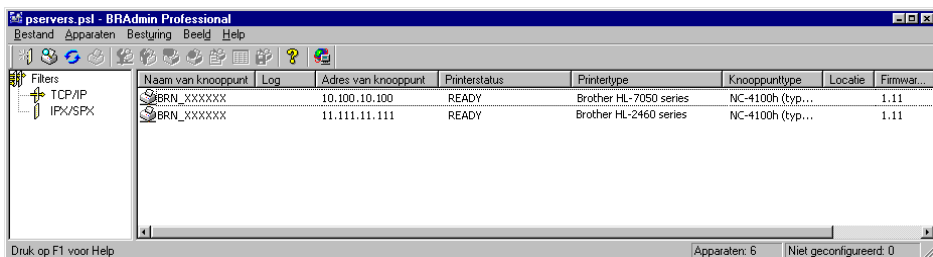 pservers.psl - BRAdmin Professional
Bestand Apparaten Besturing Beeld Help
Filters
TCP/IP
IPX/SPX
Naam van knooppunt Log Adres van knooppunt Printerstatus Printertype Knooppunttype Locatie Firmwar...
BRN_XXXXXX 10.100.10.100 READY Brother HL-7050 series NC-4100h (typ... 1.11
BRN_XXXXXX 11.111.11.111 READY Brother HL-2460 series NC-4100h (typ... 1.11
Druk op F1 voor Help Apparaten: 6 Niet geconfigureerd: 0